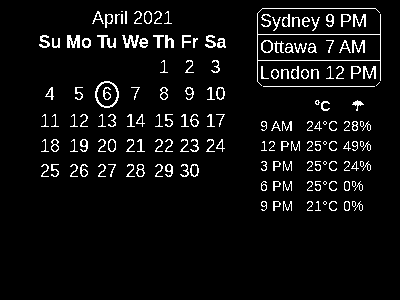 April 2021
Su Mo Tu We Th Fr Sa
1 2 3
4 5 6 7 8 9 10
11 12 13 14 15 16 17
18 19 20 21 22 23 24
25 26 27 28 29 30
Sydney 9 PM
Ottawa 7 AM
London 12 PM
°C
9 AM 24°C 28%
12 PM 25°C 49%
3 PM 25°C 24%
6 PM 25°C 0%
9 PM 21°C 0%